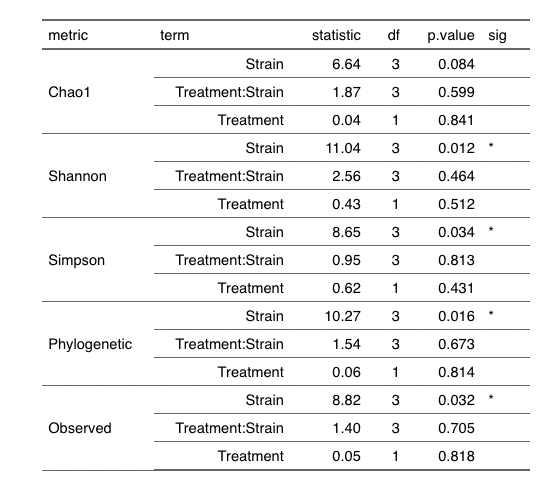 metric term statistic df p.value sig
Strain 6.64 3 0.084
Chao1 Treatment:Strain 1.87 3 0.599
Treatment 0.04 1 0.841
Strain 11.04 3 0.012 *
Shannon Treatment:Strain 2.56 3 0.464
Treatment 0.43 1 0.512
Strain 8.65 3 0.034 *
Simpson Treatment:Strain 0.95 3 0.813
Treatment 0.62 1 0.431
Strain 10.27 3 0.016 *
Phylogenetic Treatment:Strain 1.54 3 0.673
Treatment 0.06 1 0.814
Strain 8.82 3 0.032 *
Observed Treatment:Strain 1.40 3 0.705
Treatment 0.05 1 0.818